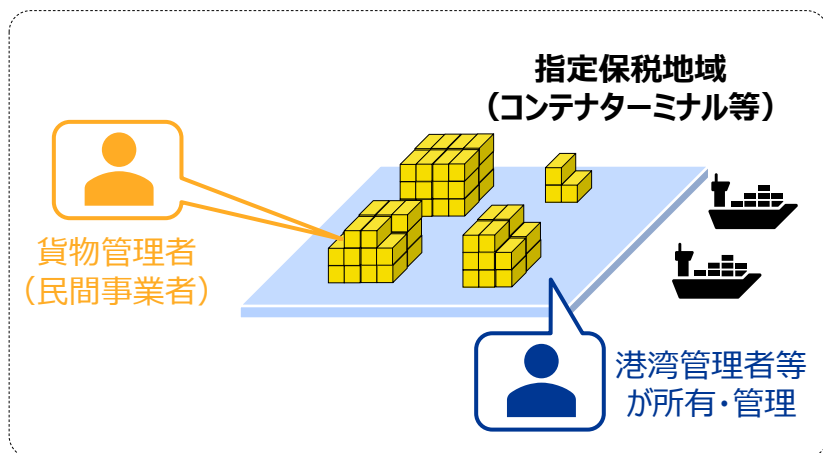 指定保税地域
（コンテナターミナル等）
貨物管理者
（民間事業者）
港湾管理者等
が所有・管理